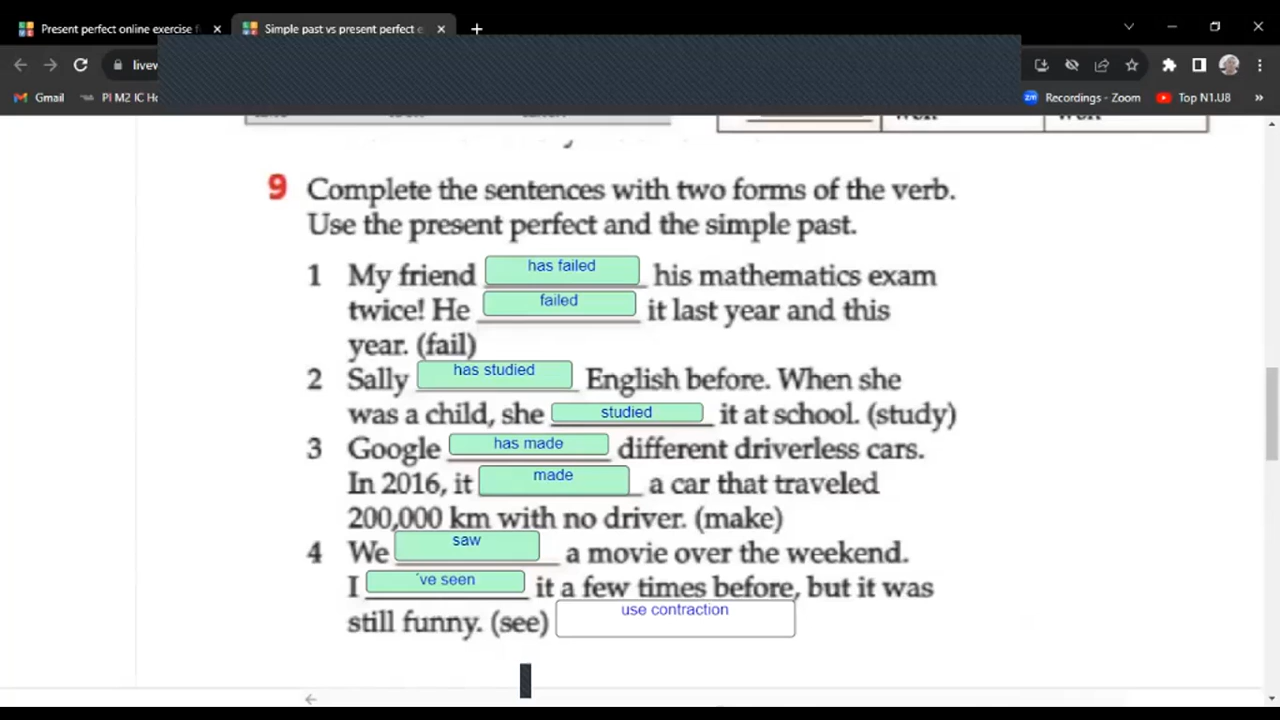 Present perfect online exercise f
Simple past vs present perfect e
livew
Gmail
PI M2 IC Ho
Recordings - Zoom
Top N1.U8
»
9 Complete the sentences with two forms of the verb.
Use the present perfect and the simple past.
1 My friend has failed his mathematics exam
twice! He failed it last year and this
year. (fail)
2 Sally has studied English before. When she
was a child, she studied it at school. (study)
3 Google has made different driverless cars.
In 2016, it made a car that traveled
200,000 km with no driver. (make)
4 We saw a movie over the weekend.
I ´ve seen it a few times before, but it was
still funny. (see) use contraction